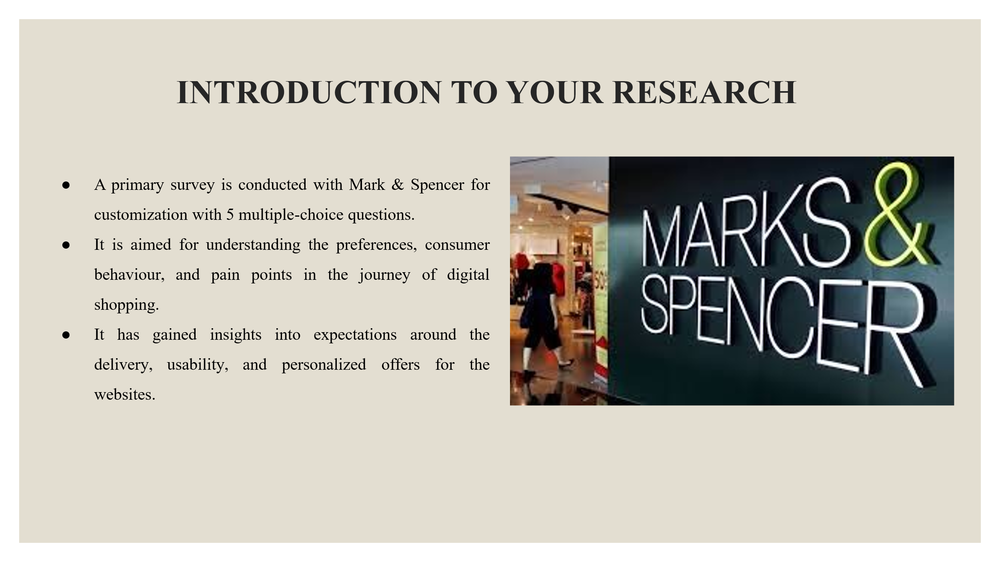 INTRODUCTION TO YOUR RESEARCH
● A primary survey is conducted with Mark & Spencer for
customization with 5 multiple-choice questions.
● It is aimed for understanding the preferences, consumer
behaviour, and pain points in the journey of digital
shopping.
● It has gained insights into expectations around the
delivery, usability, and personalized offers for the
websites.
MARKS &
SPENCER